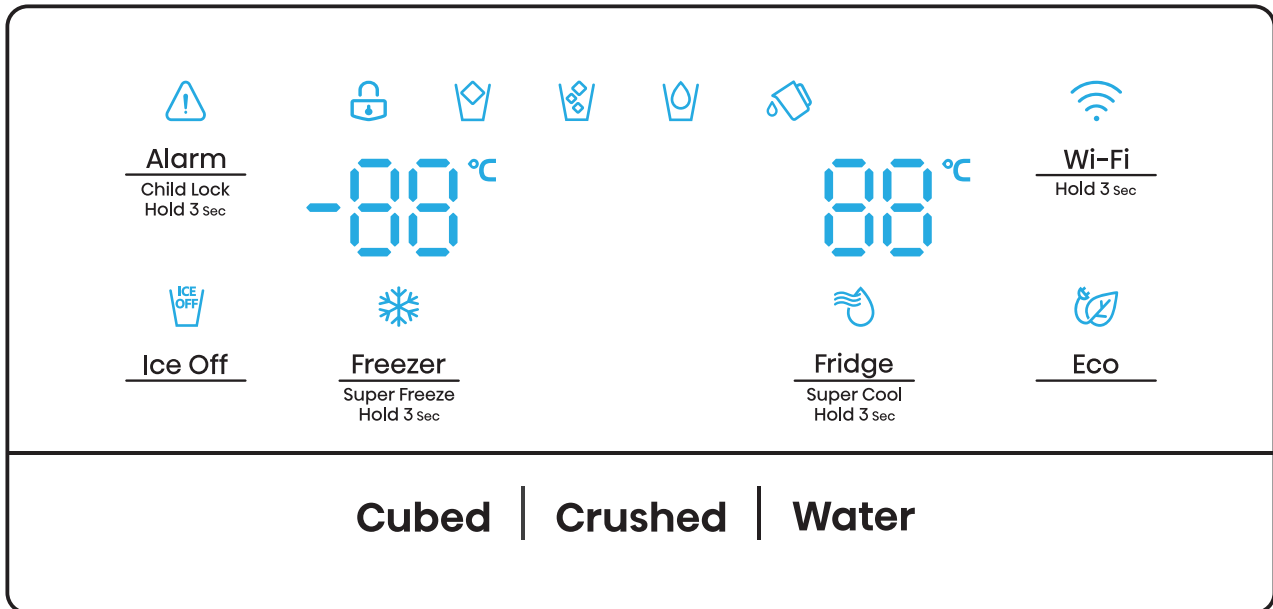 Alarm
Child Lock
Hold 3 Sec
-88 °C
88 °C
Wi-Fi
Hold 3 Sec
ICE
OFF
Ice Off
Freezer
Super Freeze
Hold 3 Sec
Fridge
Super Cool
Hold 3 Sec
Eco
Cubed | Crushed | Water